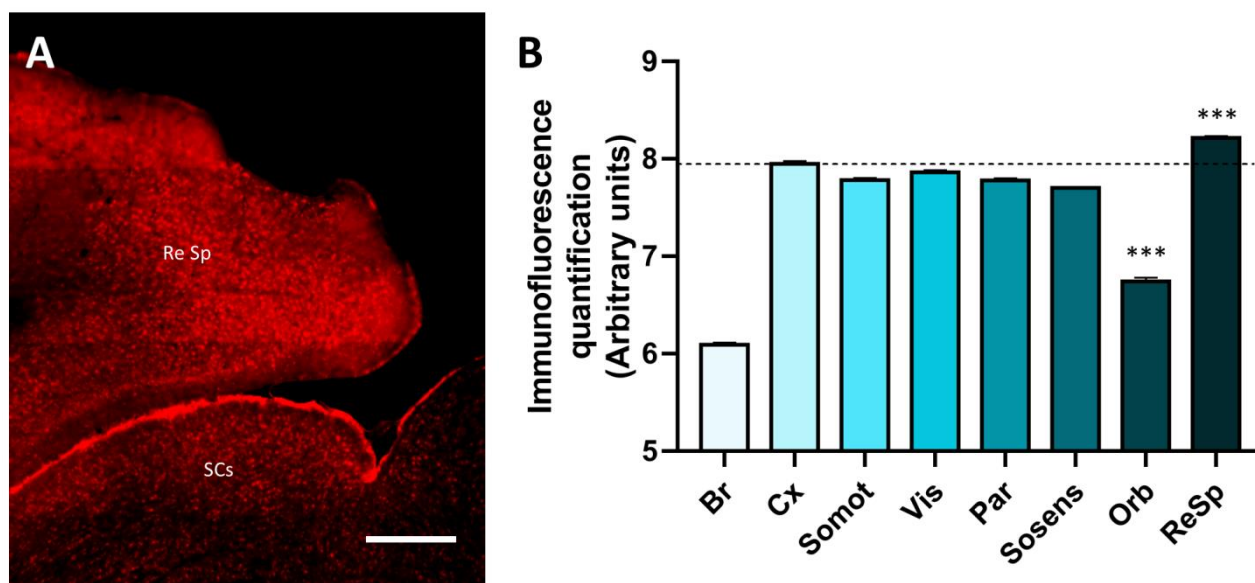 A
Re Sp
SCs
B
Immunofluorescence
quantification
(Arbitrary units)
9
8
7
6
5
***
***
Br
Cx
Somot
Vis
Par
Sosens
Orb
ReSp